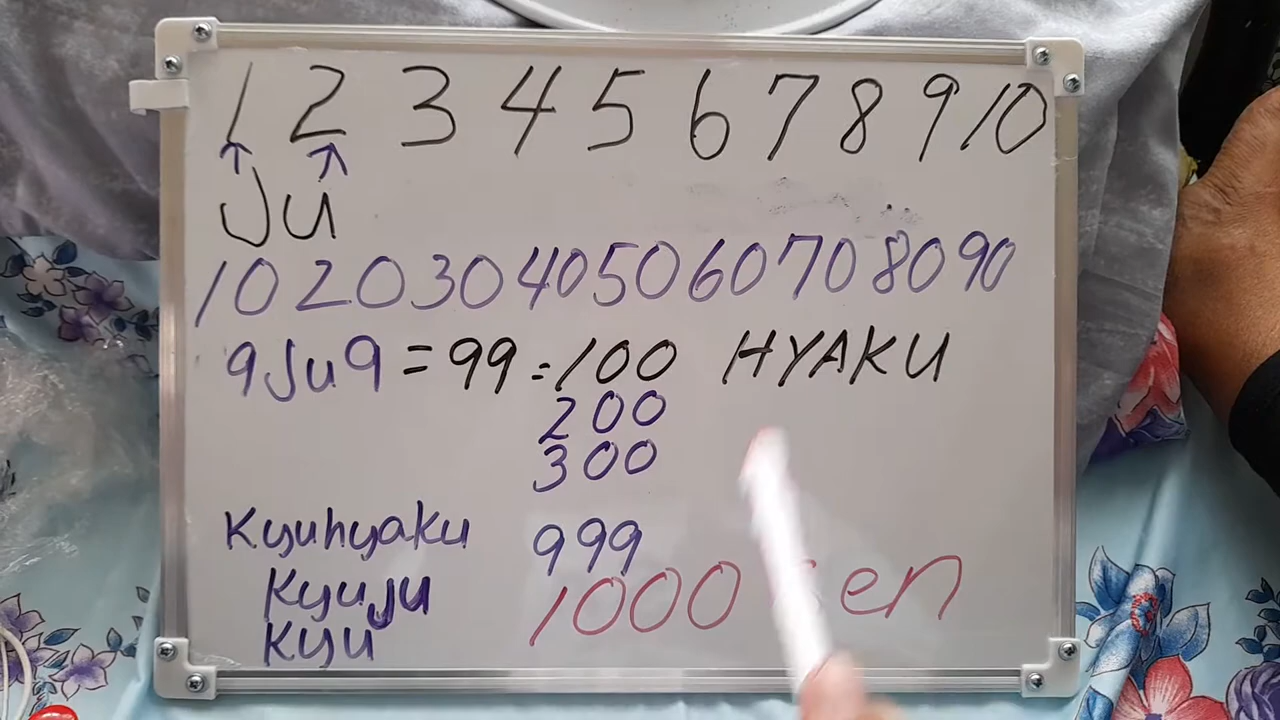 1 2 3 4 5 6 7 8 9 10
Ju
10 20 30 40 50 60 70 80 90
9Ju9 = 99 = 100 HYAKU
200
300
Kyuhyaku 999
Kyuju 1000
Kyu